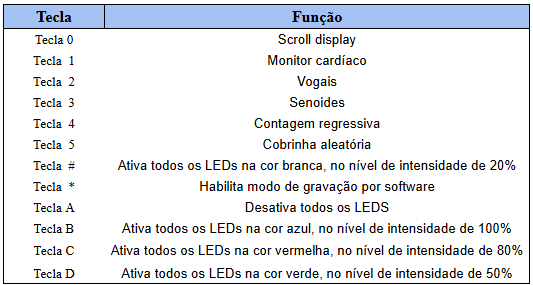 Tecla Função
Tecla 0 Scroll display
Tecla 1 Monitor cardíaco
Tecla 2 Vogais
Tecla 3 Senoides
Tecla 4 Contagem regressiva
Tecla 5 Cobrinha aleatória
Tecla # Ativa todos os LEDs na cor branca, no nível de intensidade de 20%
Tecla * Habilita modo de gravação por software
Tecla A Desativa todos os LEDS
Tecla B Ativa todos os LEDs na cor azul, no nível de intensidade de 100%
Tecla C Ativa todos os LEDs na cor vermelha, no nível de intensidade de 80%
Tecla D Ativa todos os LEDs na cor verde, no nível de intensidade de 50%